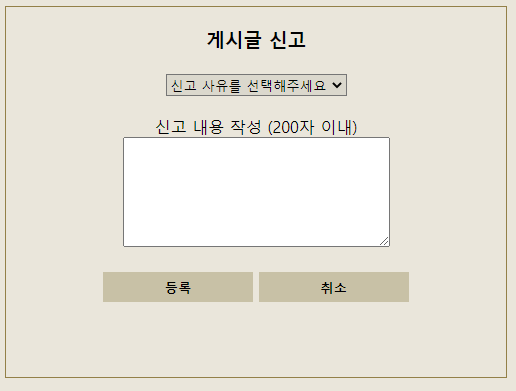 게시글 신고
신고 사유를 선택해주세요
신고 내용 작성 (200자 이내)
등록 취소